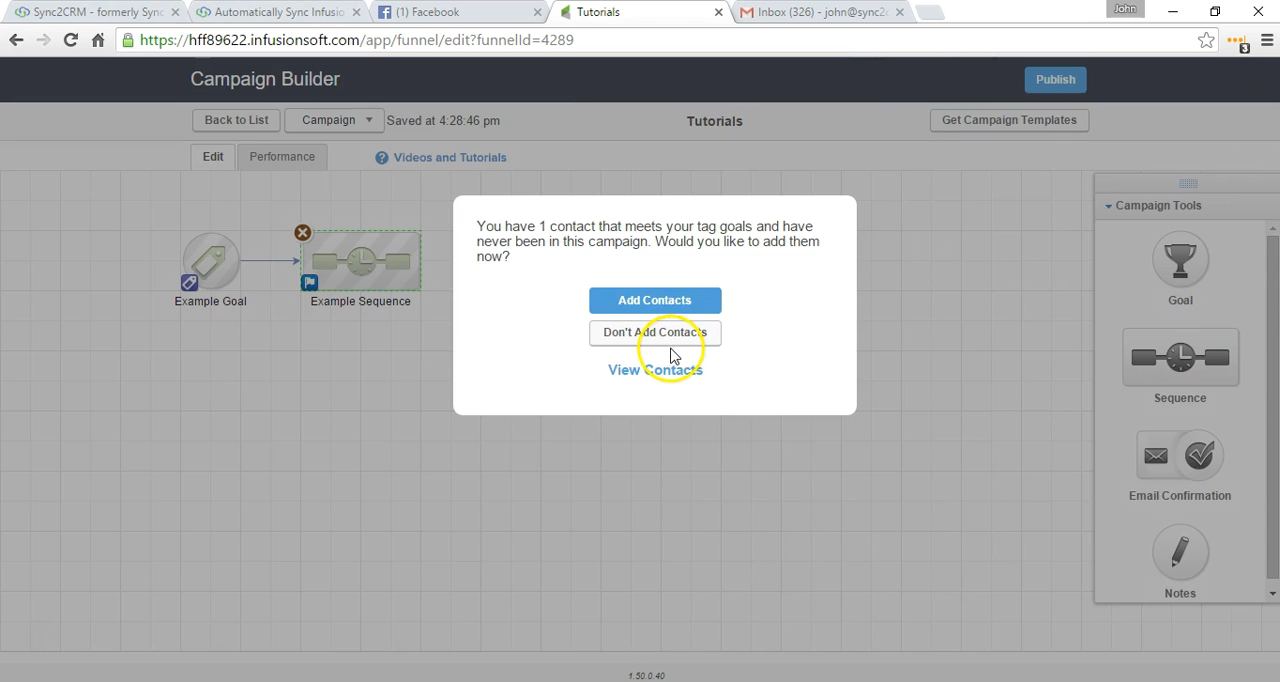 Sync2CRM - formerly Sync
Automatically Sync Infusio
(1) Facebook
Tutorials
Inbox (326) - john@sync2c
John
https://hff89622.infusionsoft.com/app/funnel/edit?funnelId=4289
3
Campaign Builder
Publish
Back to List
Campaign
Saved at 4:28:46 pm
Tutorials
Get Campaign Templates
Edit
Performance
? Videos and Tutorials
Campaign Tools
You have 1 contact that meets your tag goals and have
never been in this campaign. Would you like to add them
now?
Add Contacts
Don't Add Contacts
View Contacts
Example Goal
Example Sequence
Goal
Sequence
Email Confirmation
Notes
1.50.0.40